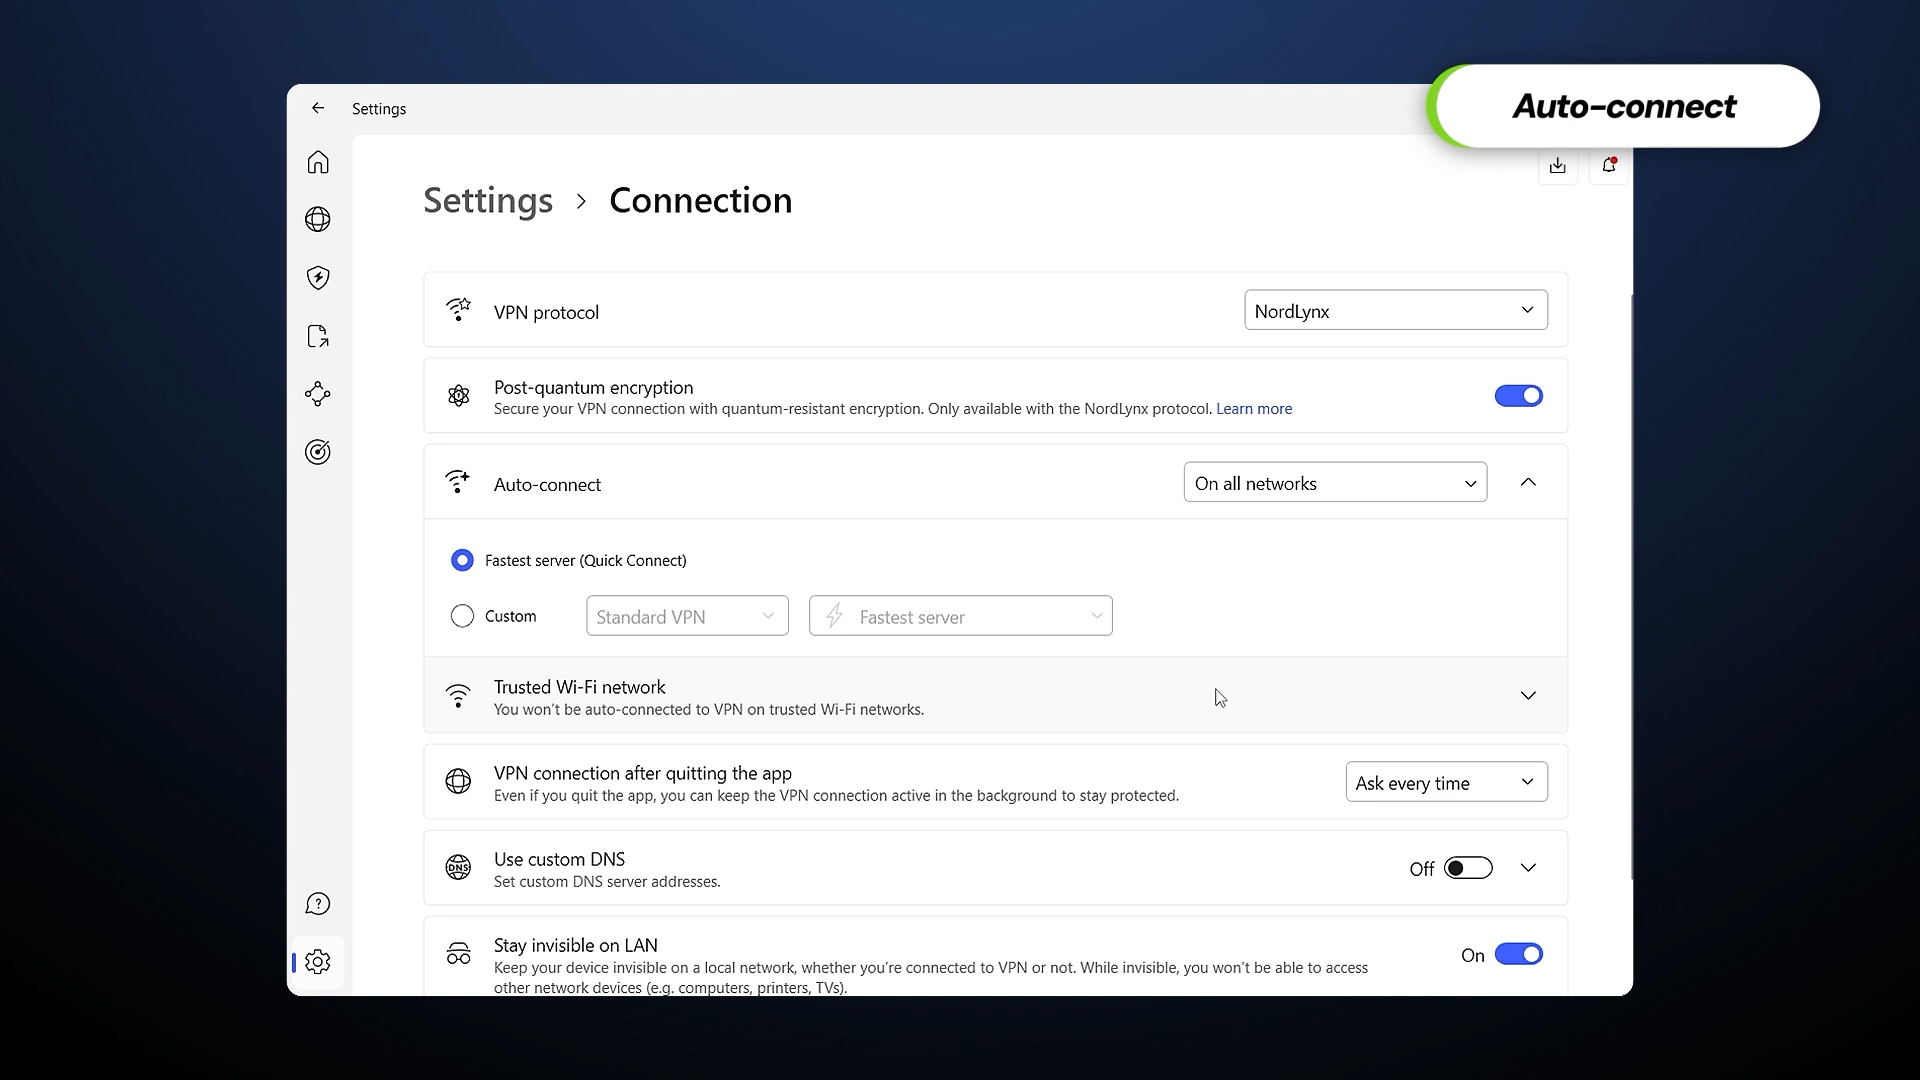 Settings
Auto-connect
Settings > Connection
VPN protocol
NordLynx
Post-quantum encryption
Secure your VPN connection with quantum-resistant encryption. Only available with the NordLynx protocol. Learn more
Auto-connect
On all networks
Fastest server (Quick Connect)
Custom
Standard VPN
Fastest server
Trusted Wi-Fi network
You won't be auto-connected to VPN on trusted Wi-Fi networks.
VPN connection after quitting the app
Even if you quit the app, you can keep the VPN connection active in the background to stay protected.
Ask every time
DNS
Use custom DNS
Set custom DNS server addresses.
Off
Stay invisible on LAN
Keep your device invisible on a local network, whether you're connected to VPN or not. While invisible, you won't be able to access
other network devices (e.g. computers, printers, TVs).
On